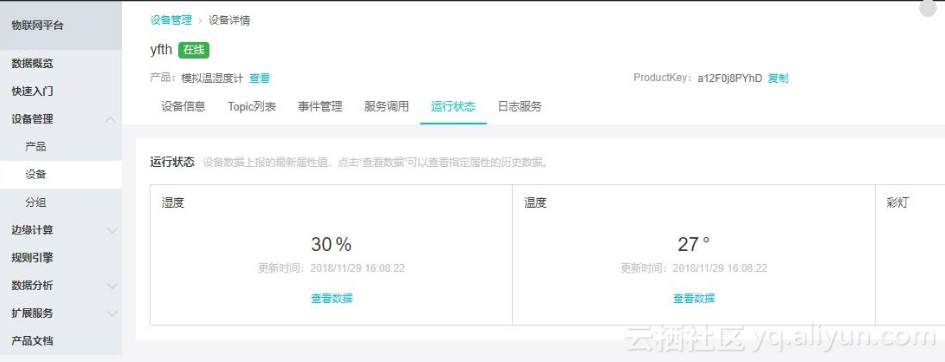 物联网平台
数据概览
快速入门
设备管理
产品
设备
分组
边缘计算
规则引擎
数据分析
扩展服务
产品文档
设备管理 > 设备详情
yfth 在线
产品：模拟温湿度计 查看 ProductKey：a12F0j8PYhD 复制
设备信息 Topic列表 事件管理 服务调用 运行状态 日志服务
运行状态 设备数据上报的最新属性值，点击“查看数据”可以查看指定属性的历史数据。
湿度 温度 彩灯
30 % 27 °
更新时间：2018/11/29 16:08:22 更新时间：2018/11/29 16:08:22
查看数据 查看数据
云栖社区 yq.aliyun.com